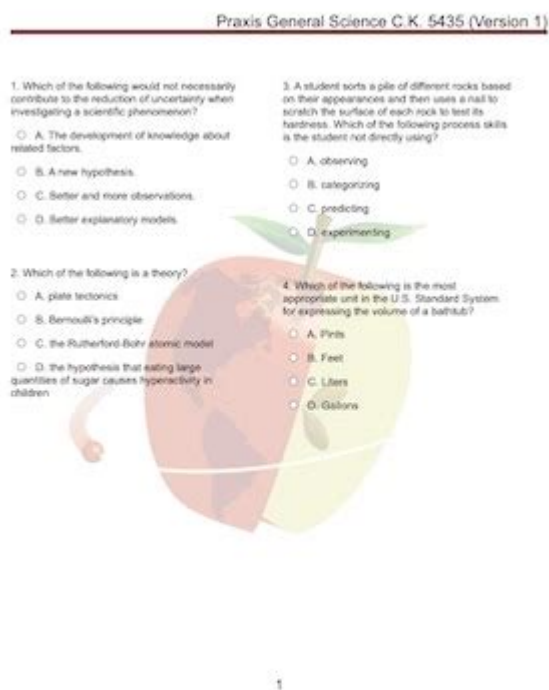 Praxis General Science C.K. 5435 (Version 1)
1. Which of the following would not necessarily
contribute to the reduction of uncertainty when
investigating a scientific phenomenon?
A. The development of knowledge about
related factors.
B. A new hypothesis.
C. Better and more observations.
D. Better explanatory models.
2. Which of the following is a theory?
A. plate tectonics
B. Bernoulli's principle
C. the Rutherford-Bohr atomic model
D. the hypothesis that eating large
quantities of sugar causes hyperactivity in
children
3. A student sorts a pile of different rocks based
on their appearances and then uses a nail to
scratch the surface of each rock to test its
hardness. Which of the following process skills
is the student not directly using?
A. observing
B. categorizing
C. predicting
D. experimenting
4. Which of the following is the most
appropriate unit in the U.S. Standard System
for expressing the volume of a bathtub?
A. Pints
B. Feet
C. Liters
D. Gallons
1